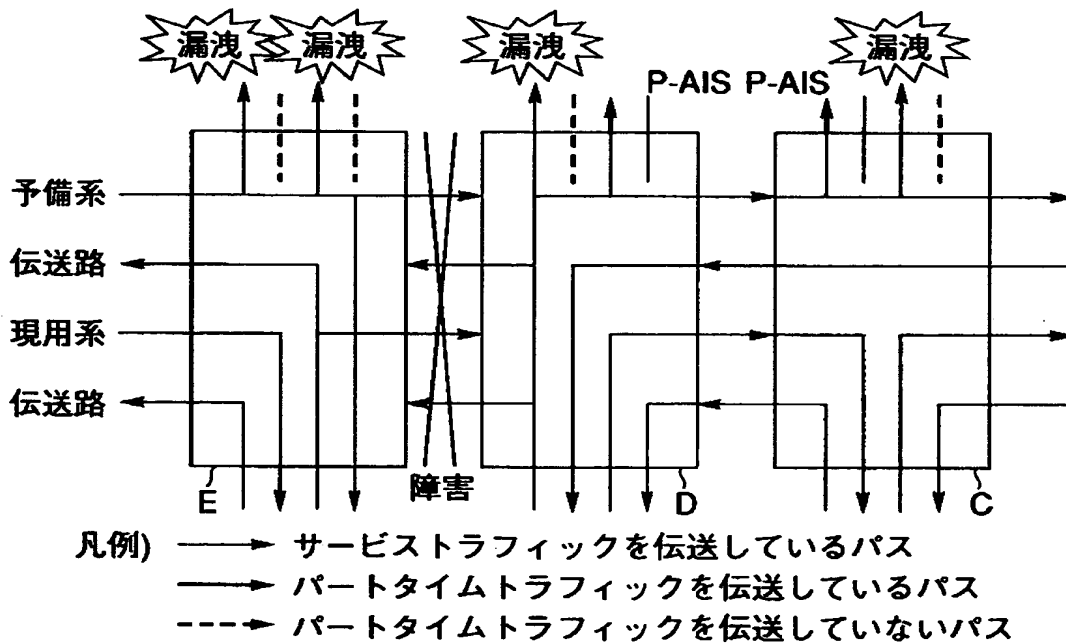 漏洩 漏洩 漏洩 漏洩
P-AIS P-AIS
予備系
伝送路
現用系
伝送路
E 障害 D C
凡例) サービストラフィックを伝送しているパス
パートタイムトラフィックを伝送しているパス
パートタイムトラフィックを伝送していないパス